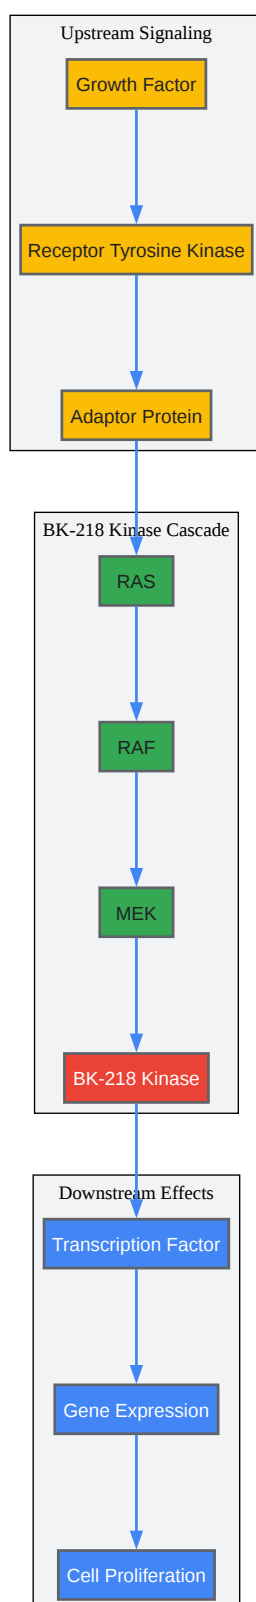 Upstream Signaling
Growth Factor
Receptor Tyrosine Kinase
Adaptor Protein
BK-218 Kinase Cascade
RAS
RAF
MEK
BK-218 Kinase
Downstream Effects
Transcription Factor
Gene Expression
Cell Proliferation